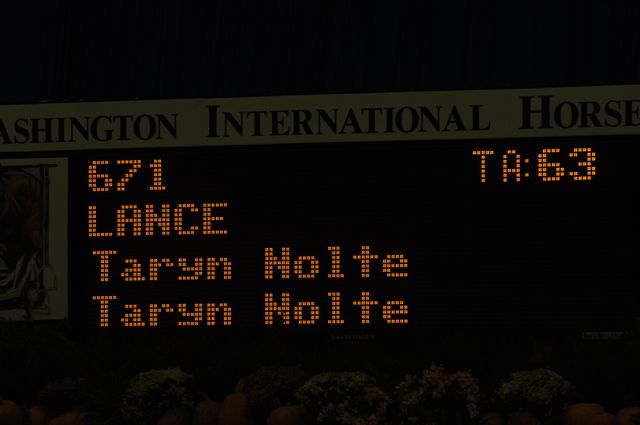 ASHINGTON INTERNATIONAL HORSE
671 TA:63
LANCE
Taryn Nolte
Taryn Nolte